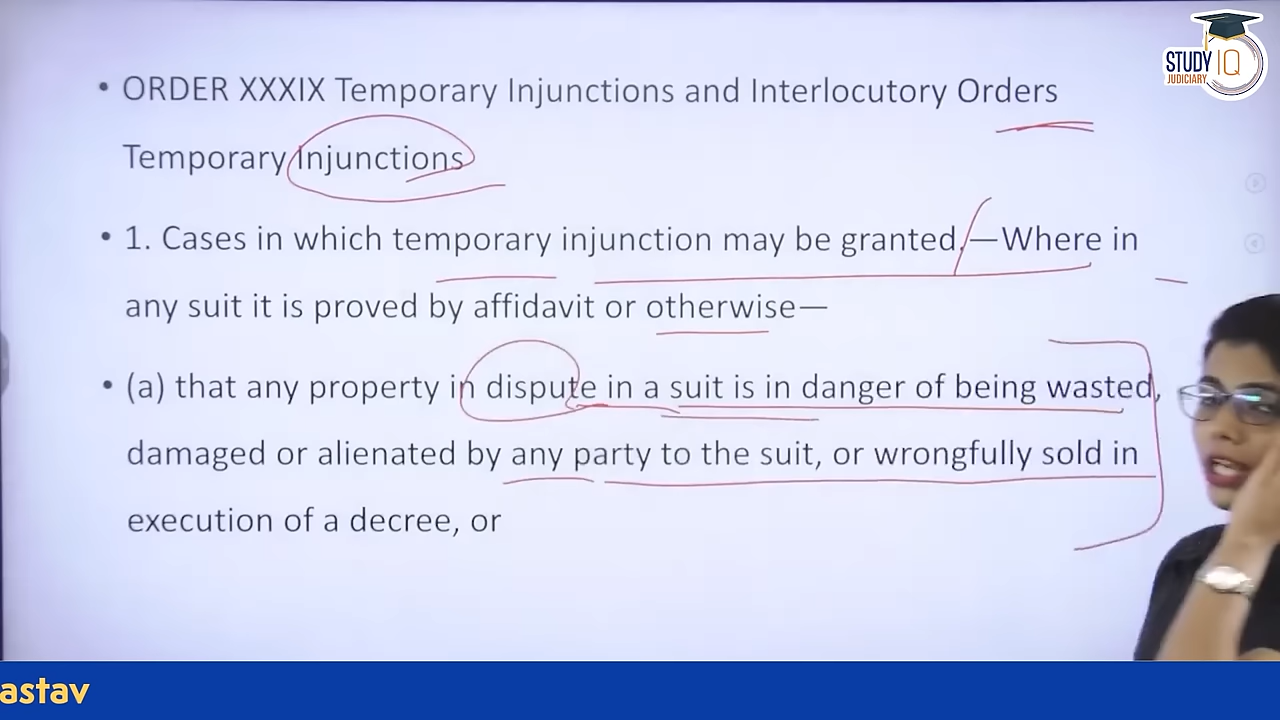 STUDY IQ
JUDICIARY
• ORDER XXXIX Temporary Injunctions and Interlocutory Orders
Temporary Injunctions
• 1. Cases in which temporary injunction may be granted.—Where in
any suit it is proved by affidavit or otherwise—
• (a) that any property in dispute in a suit is in danger of being wasted,
damaged or alienated by any party to the suit, or wrongfully sold in
execution of a decree, or
astav